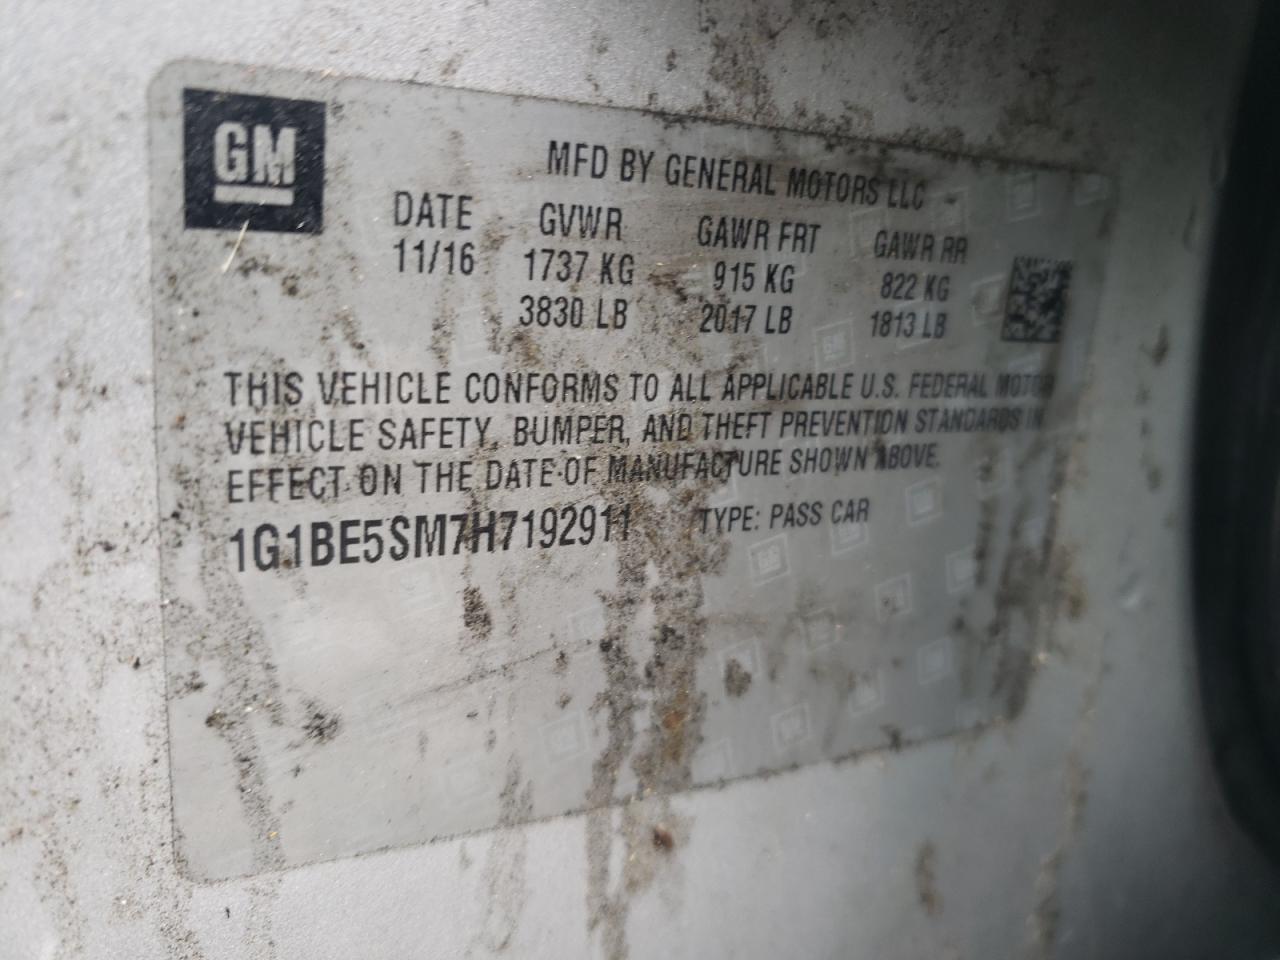 GM
MFD BY GENERAL MOTORS LLC
DATE GVWR GAWR FRT GAWR RR
11/16 1737 KG 915 KG 822 KG
3830 LB 2017 LB 1813 LB
THIS VEHICLE CONFORMS TO ALL APPLICABLE U.S. FEDERAL MOTOR
VEHICLE SAFETY, BUMPER, AND THEFT PREVENTION STANDARDS IN
EFFECT ON THE DATE OF MANUFACTURE SHOWN ABOVE.
1G1BE5SM7H7192911 TYPE: PASS CAR